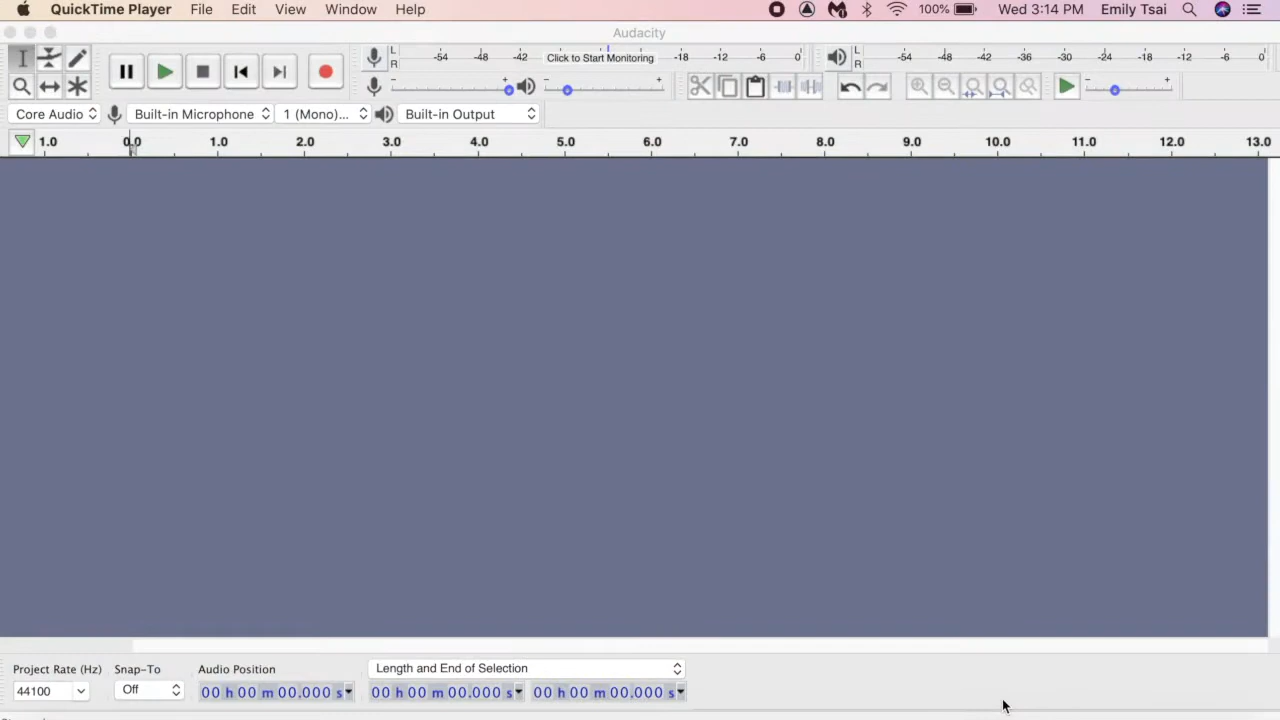 QuickTime Player File Edit View Window Help 100% Wed 3:14 PM Emily Tsai
Audacity
L R -54 -48 -42 Click to Start Monitoring -18 -12 -6 0 L R -54 -48 -42 -36 -30 -24 -18 -12 -6 0
- + - + - +
Core Audio Built-in Microphone 1 (Mono)... Built-in Output
1.0 0.0 1.0 2.0 3.0 4.0 5.0 6.0 7.0 8.0 9.0 10.0 11.0 12.0 13.0
Project Rate (Hz) Snap-To Audio Position Length and End of Selection
44100 Off 00 h 00 m 00.000 s 00 h 00 m 00.000 s 00 h 00 m 00.000 s